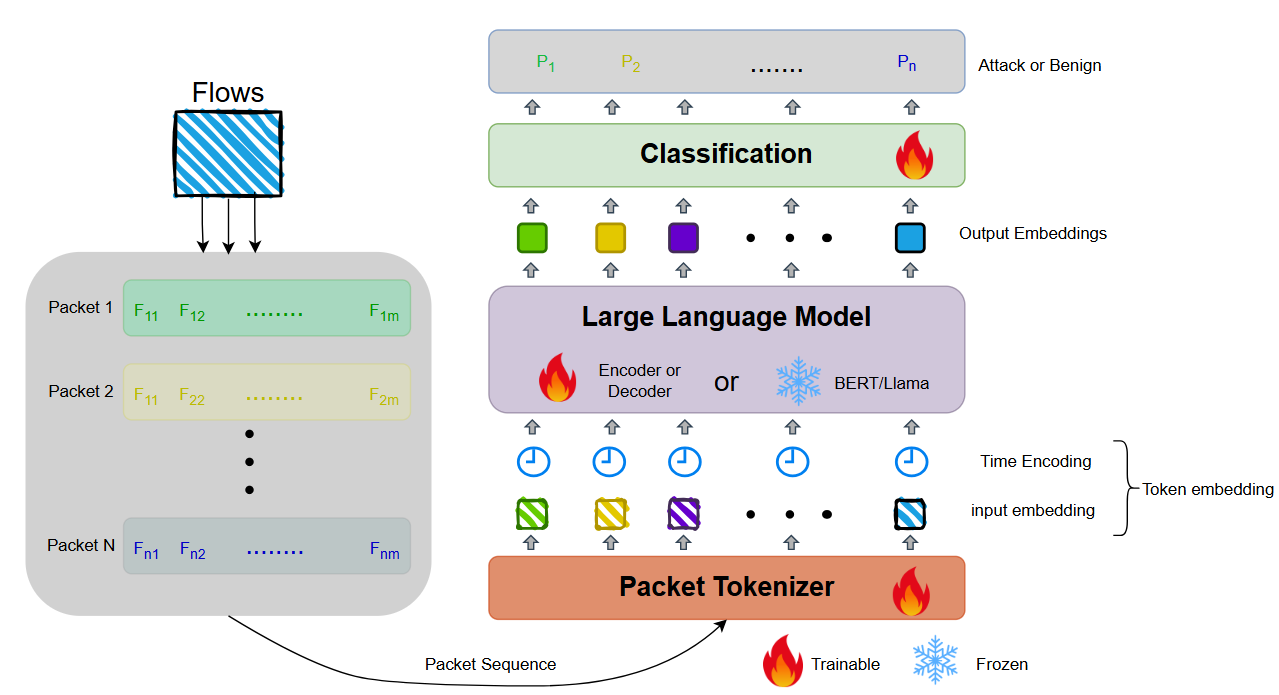 Flows
Packet 1 F11 F12 ........ F1m
Packet 2 F11 F22 ........ F2m
Packet N Fn1 Fn2 ........ Fnm
Packet Sequence
P1 P2 ....... Pn
Attack or Benign
Classification
Output Embeddings
Large Language Model
Encoder or
Decoder
or
BERT/Llama
Time Encoding
input embedding
Token embedding
Packet Tokenizer
Trainable
Frozen